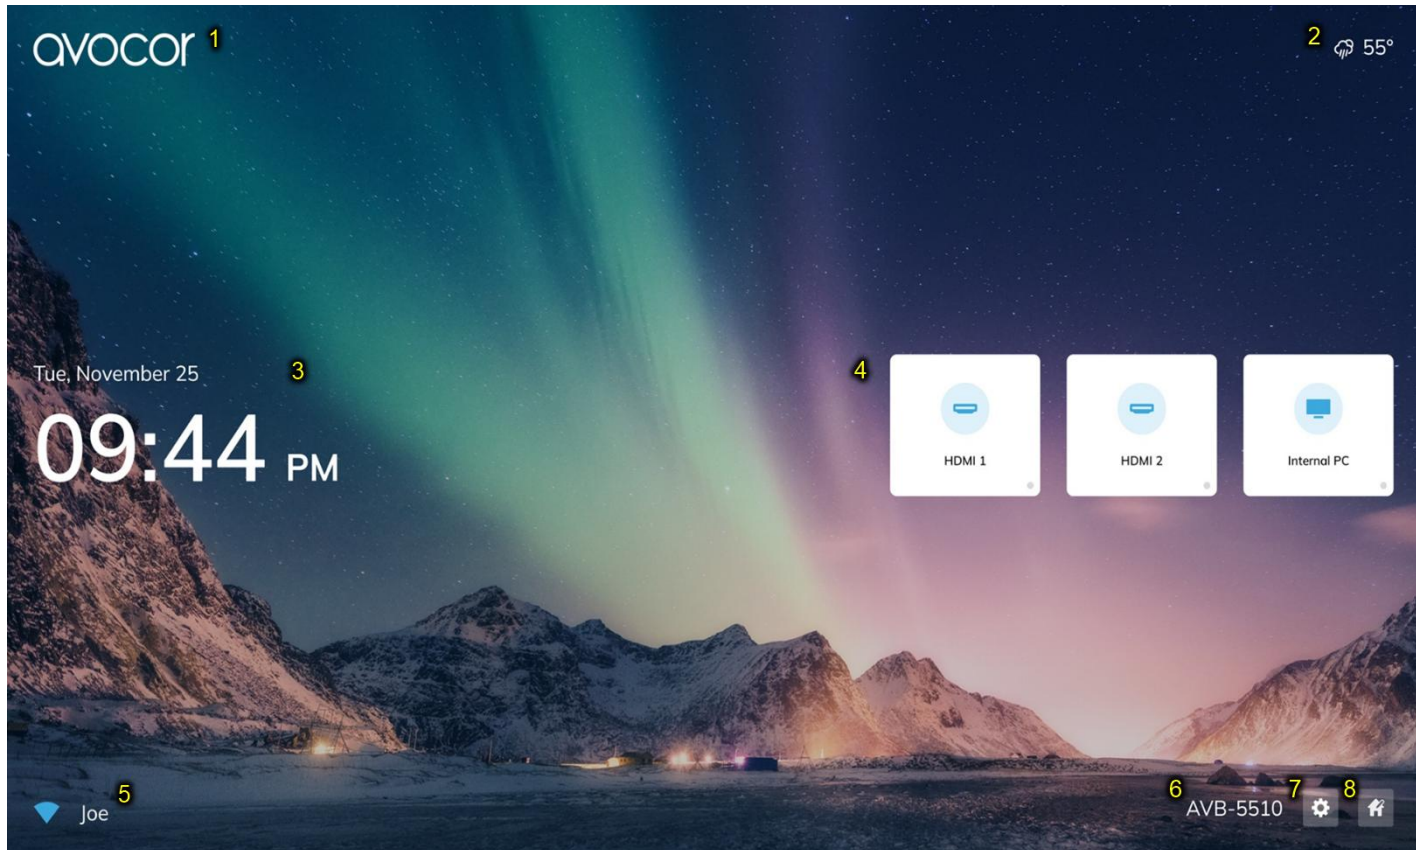 avocor 1
2 55°
Tue, November 25 3
09:44 PM
4
HDMI 1
HDMI 2
Internal PC
Joe 5
6 AVB-5510 7 8